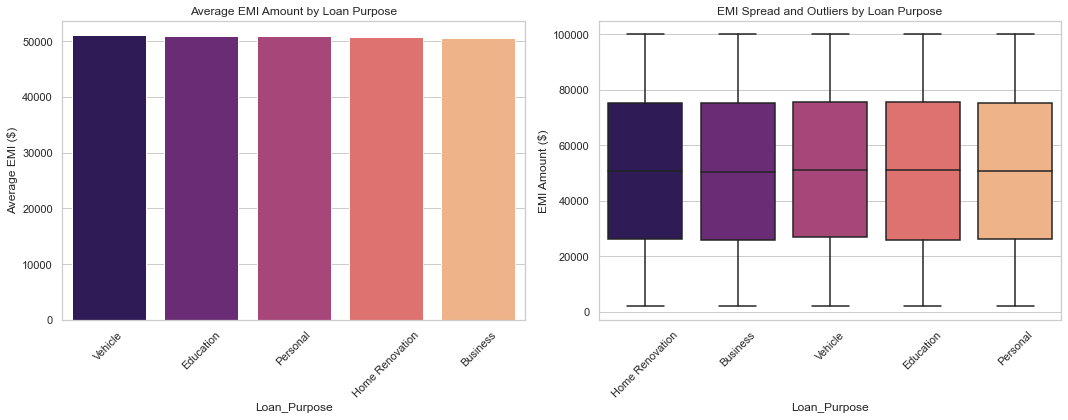 Average EMI Amount by Loan Purpose
Average EMI ($)
50000
40000
30000
20000
10000
0
Vehicle
Education
Personal
Home Renovation
Business
Loan_Purpose
EMI Spread and Outliers by Loan Purpose
EMI Amount ($)
100000
80000
60000
40000
20000
0
Home Renovation
Business
Vehicle
Education
Personal
Loan_Purpose